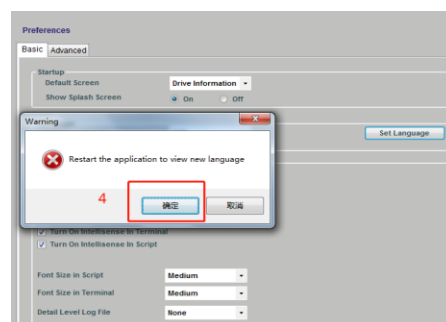 Preferences
Basic Advanced
Startup
Default Screen Drive Information
Show Splash Screen On Off
Warning
Set Language
Restart the application to view new language
4
确定 取消
Turn On Intellisense In Terminal
Turn On Intellisense In Script
Font Size in Script Medium
Font Size in Terminal Medium
Detail Level Log File None